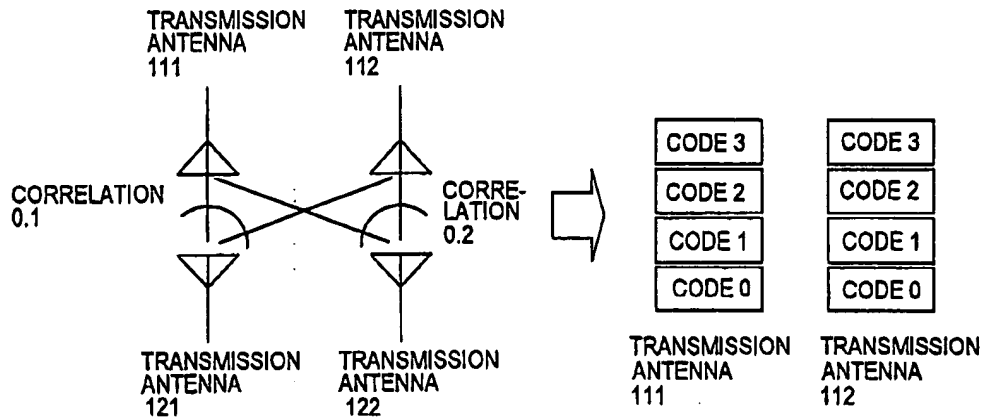 TRANSMISSION
ANTENNA
111
TRANSMISSION
ANTENNA
112
CORRELATION
0.1
CORRE-
LATION
0.2
CODE 3
CODE 2
CODE 1
CODE 0
CODE 3
CODE 2
CODE 1
CODE 0
TRANSMISSION
ANTENNA
121
TRANSMISSION
ANTENNA
122
TRANSMISSION
ANTENNA
111
TRANSMISSION
ANTENNA
112